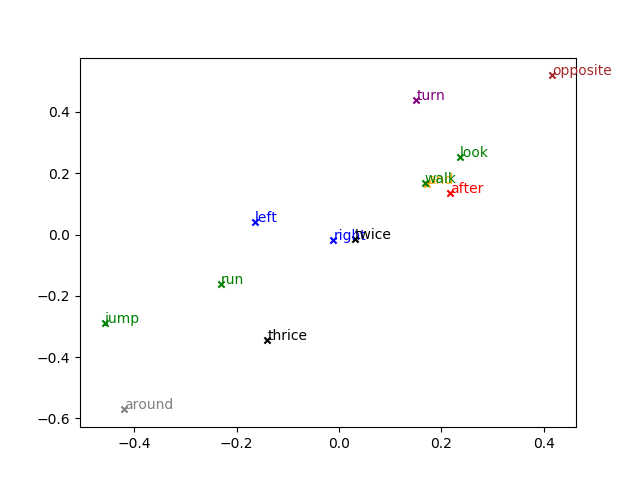 opposite
turn
look
walk
after
left
right
twice
run
jump
thrice
around
0.4
0.2
0.0
−0.2
−0.4
−0.6
−0.4
−0.2
0.0
0.2
0.4